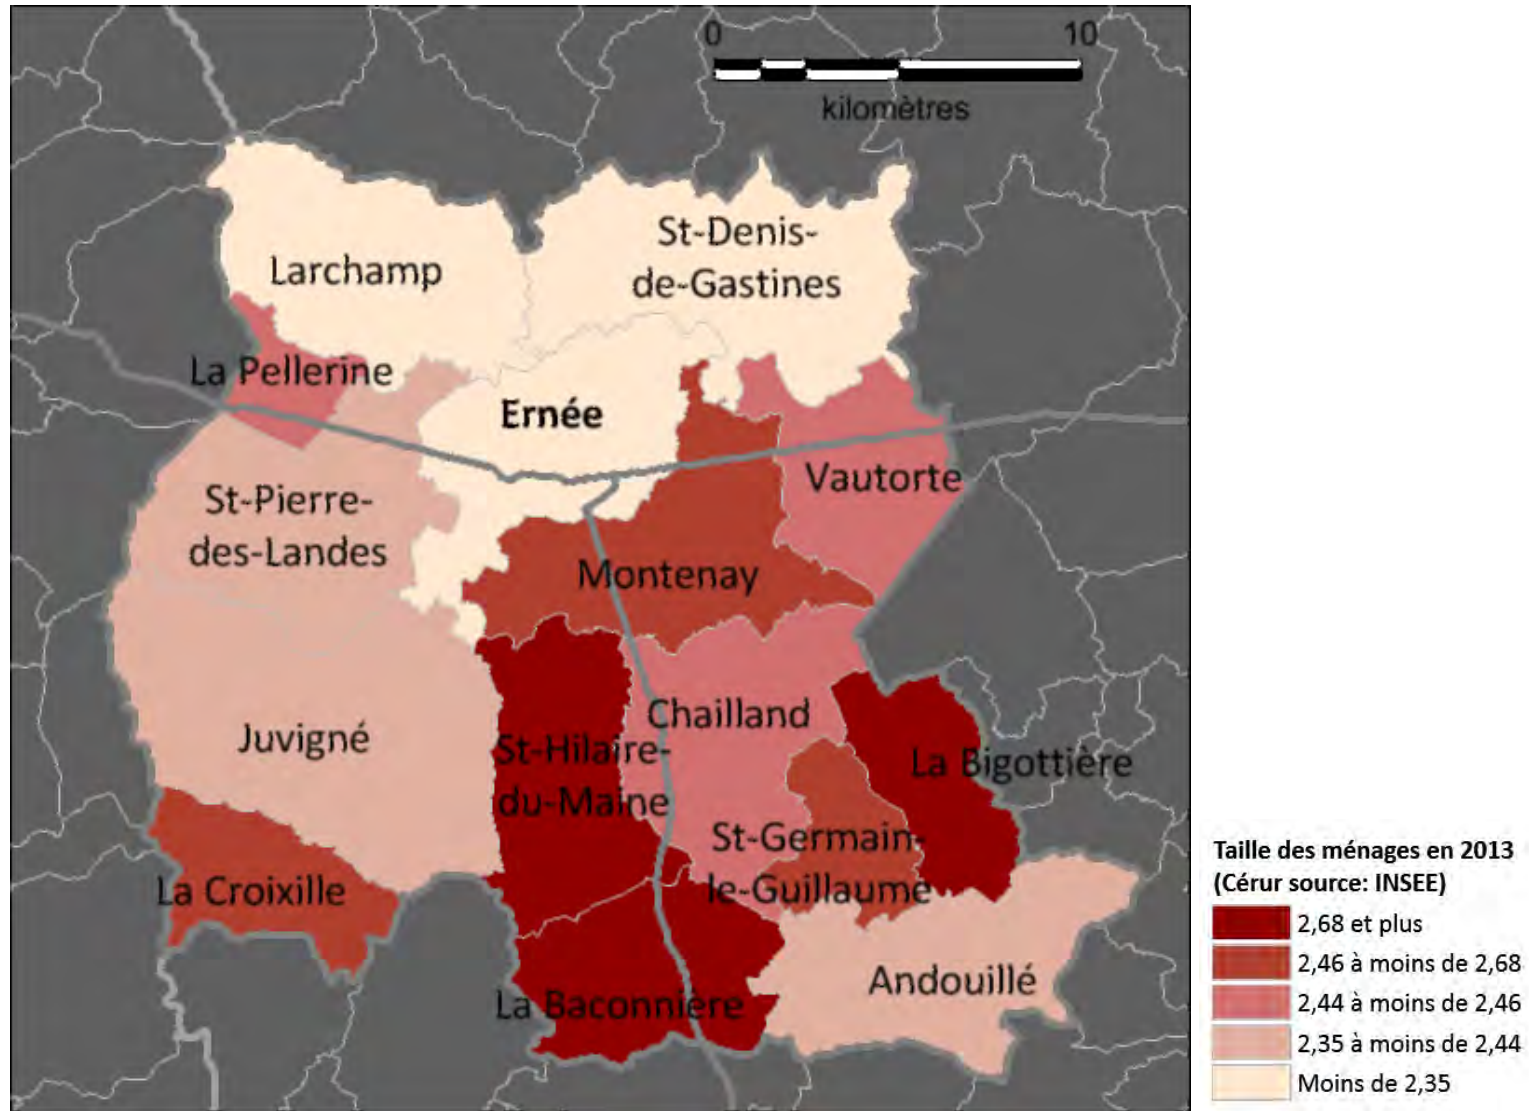 0 10
kilomètres
St-Denis-
de-Gastines
Larchamp
La Pellerine
Ernée
Vautorte
St-Pierre-
des-Landes
Montenay
Chailland
Juvigné
St-Hilaire-
du-Maine
La Bigottière
St-Germain-
le-Guillaume
La Croixille
Andouillé
La Baconnière
Taille des ménages en 2013
(Cérur source: INSEE)
2,68 et plus
2,46 à moins de 2,68
2,44 à moins de 2,46
2,35 à moins de 2,44
Moins de 2,35